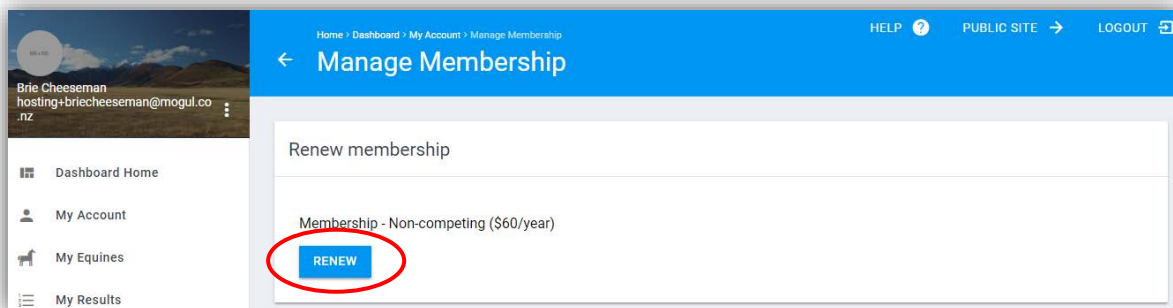 Home > Dashboard > My Account > Manage Membership
HELP ? PUBLIC SITE → LOGOUT
← Manage Membership
Brie Cheeseman
hosting+briecheeseman@mogul.co
.nz
Dashboard Home
My Account
My Equines
My Results
Renew membership
Membership - Non-competing ($60/year)
RENEW